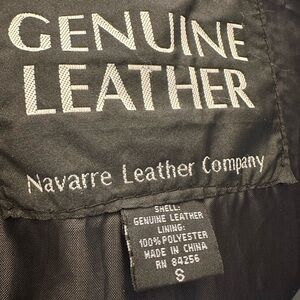 GENUINE
LEATHER
Navarre Leather Company
SHELL:
GENUINE LEATHER
LINING:
100% POLYESTER
MADE IN CHINA
RN 84256
S